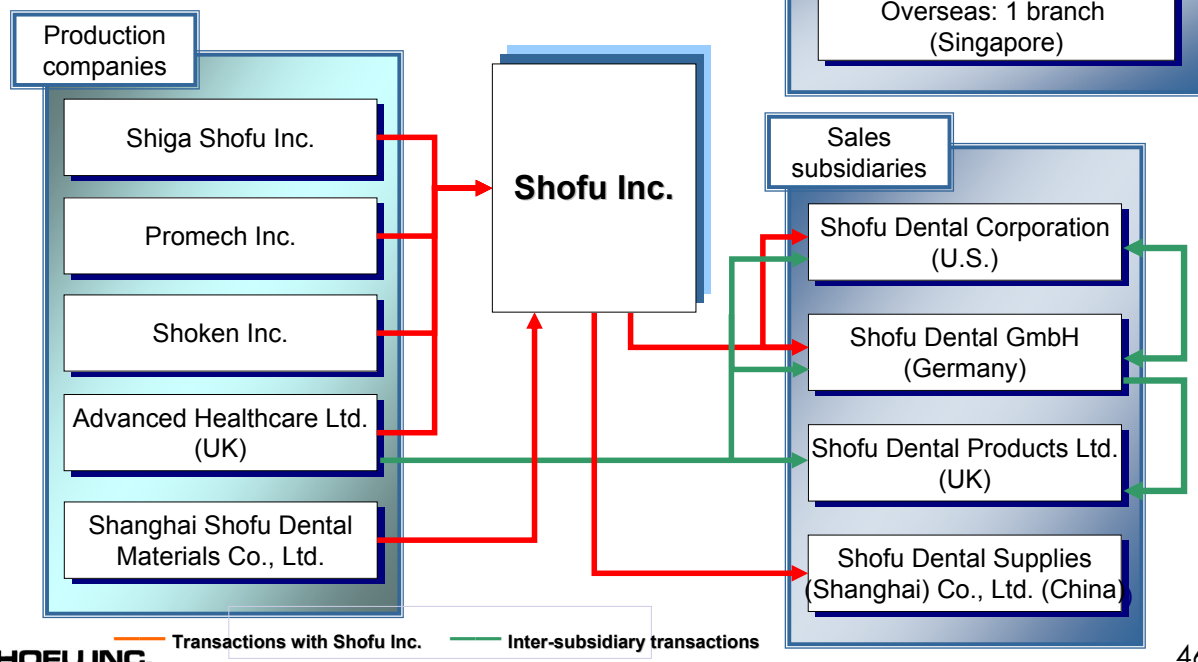 Overseas: 1 branch
(Singapore)
Production
companies
Shiga Shofu Inc.
Promech Inc.
Shoken Inc.
Advanced Healthcare Ltd.
(UK)
Shanghai Shofu Dental
Materials Co., Ltd.
Shofu Inc.
Sales
subsidiaries
Shofu Dental Corporation
(U.S.)
Shofu Dental GmbH
(Germany)
Shofu Dental Products Ltd.
(UK)
Shofu Dental Supplies
(Shanghai) Co., Ltd. (China)
Transactions with Shofu Inc.
Inter-subsidiary transactions